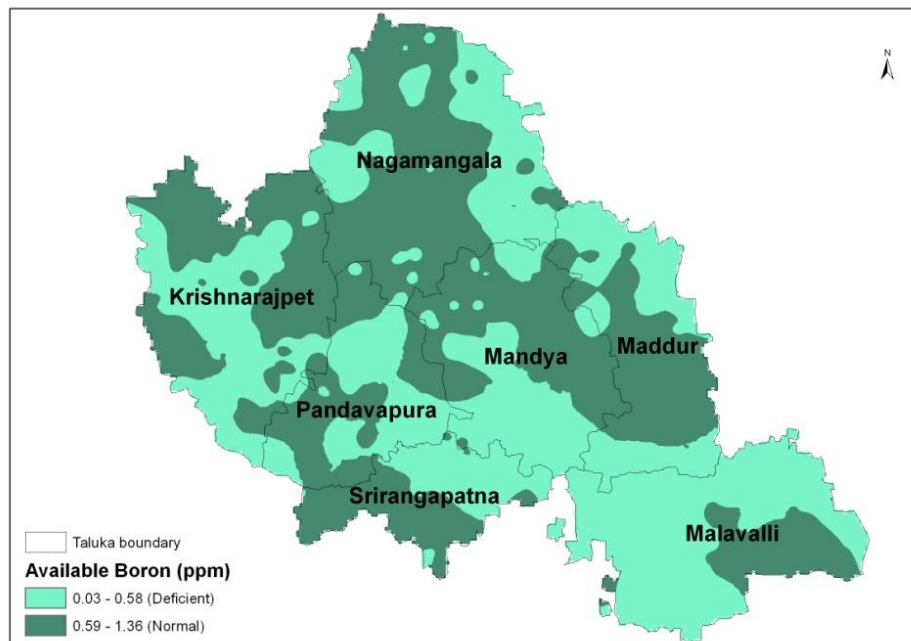 N
Nagamangala
Krishnarajpet
Mandya
Maddur
Pandavapura
Srirangapatna
Malavalli
Taluka boundary
Available Boron (ppm)
0.03 - 0.58 (Deficient)
0.59 - 1.36 (Normal)